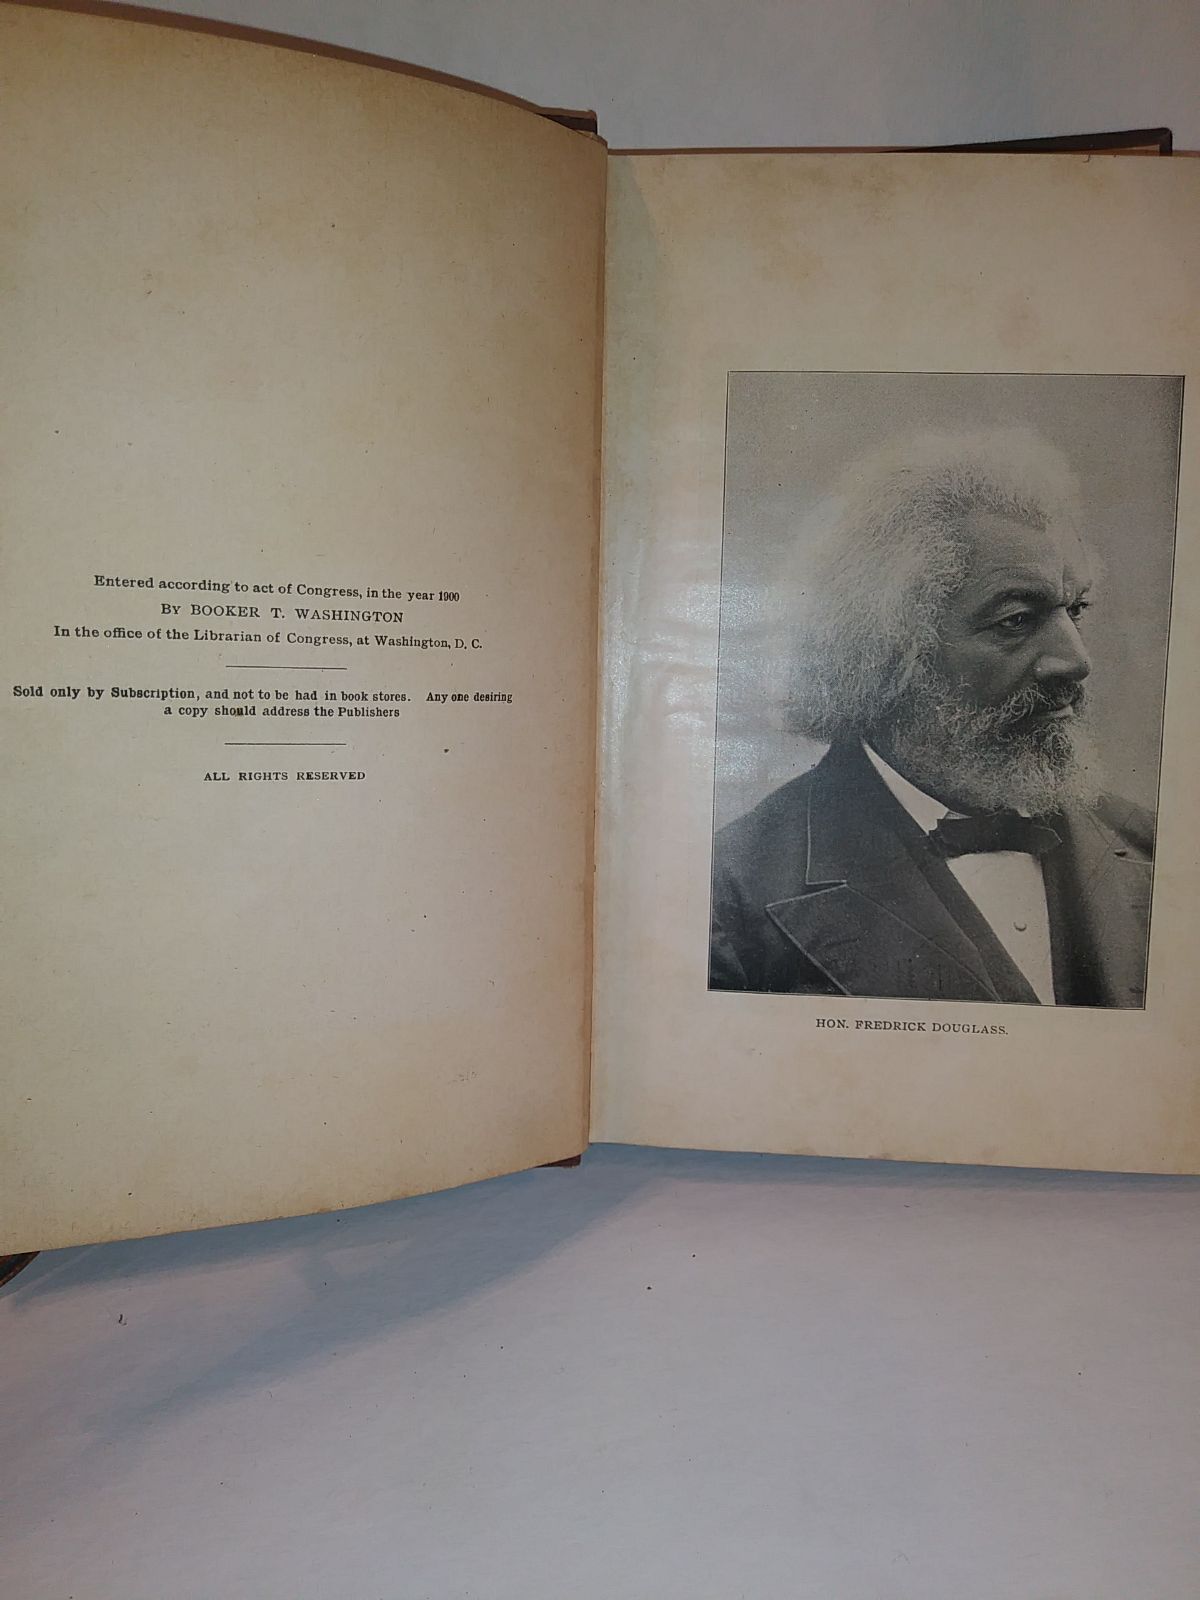 Entered according to act of Congress, in the year 1900
BY BOOKER T. WASHINGTON
In the office of the Librarian of Congress, at Washington, D. C.
Sold only by Subscription, and not to be had in book stores. Any one desiring
a copy should address the Publishers
ALL RIGHTS RESERVED
HON. FREDRICK DOUGLASS.